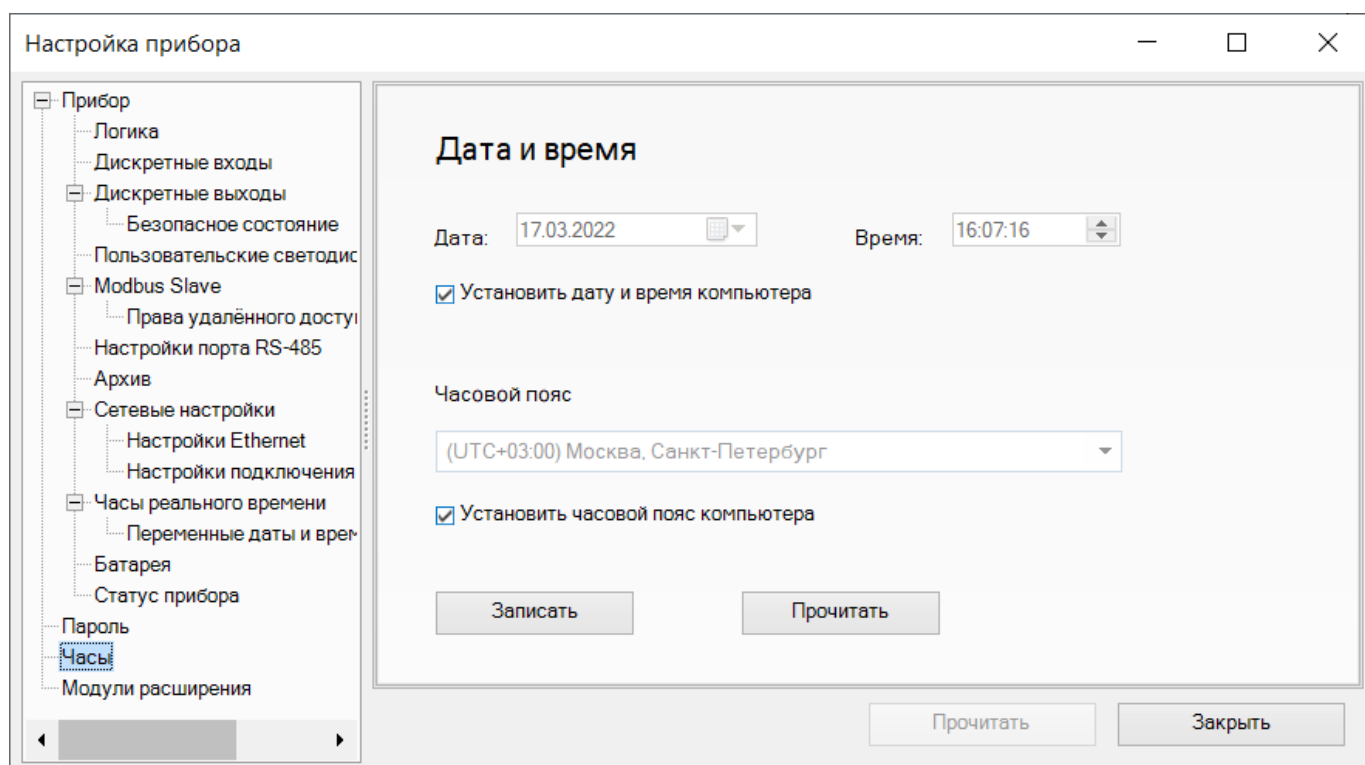 Настройка прибора
Прибор
Логика
Дискретные входы
Дискретные выходы
Безопасное состояние
Пользовательские светодис
Modbus Slave
Права удалённого досту
Настройки порта RS-485
Архив
Сетевые настройки
Настройки Ethernet
Настройки подключения
Часы реального времени
Переменные даты и врем
Батарея
Статус прибора
Пароль
Часы
Модули расширения
Дата и время
Дата: 17.03.2022 Время: 16:07:16
Установить дату и время компьютера
Часовой пояс
(UTC+03:00) Москва, Санкт-Петербург
Установить часовой пояс компьютера
Записать Прочитать
Прочитать Закрыть